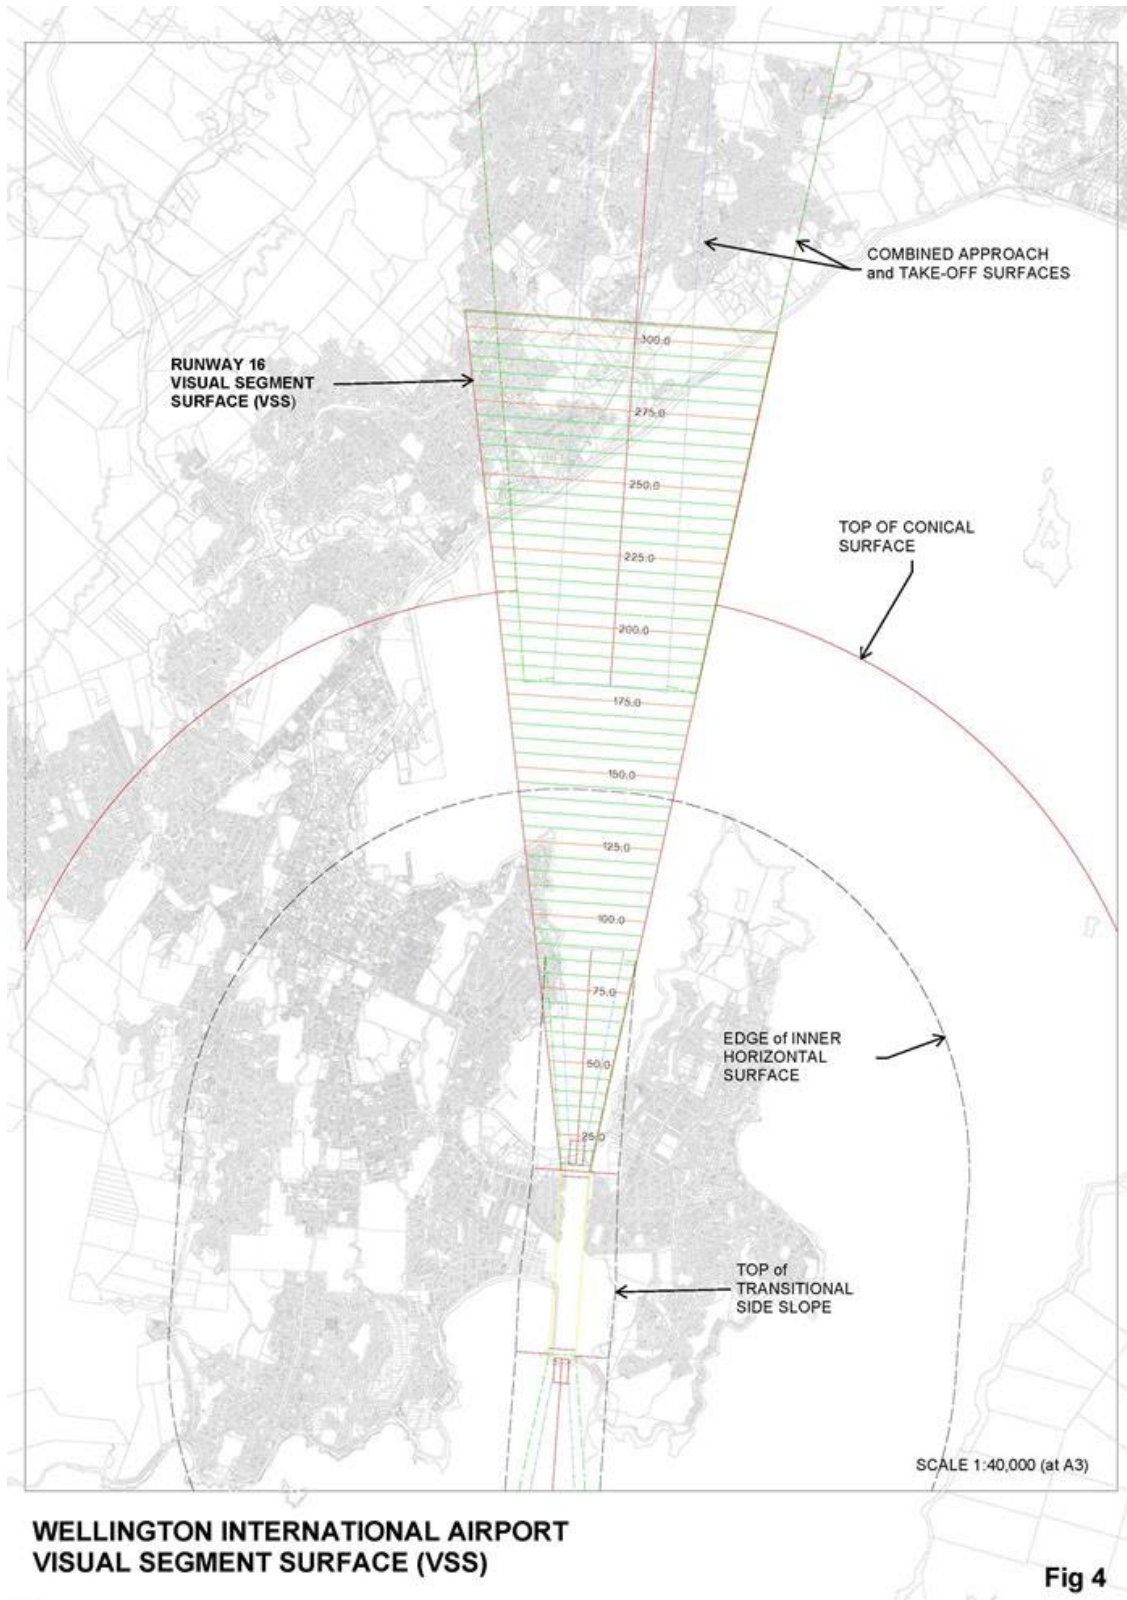 COMBINED APPROACH
and TAKE-OFF SURFACES
300.0
RUNWAY 16
VISUAL SEGMENT
SURFACE (VSS)
275.0
250.0
TOP OF CONICAL
SURFACE
225.0
200.0
175.0
150.0
125.0
100.0
75.0
EDGE of INNER
HORIZONTAL
SURFACE
50.0
25.0
TOP of
TRANSITIONAL
SIDE SLOPE
SCALE 1:40,000 (at A3)
WELLINGTON INTERNATIONAL AIRPORT
VISUAL SEGMENT SURFACE (VSS)
Fig 4